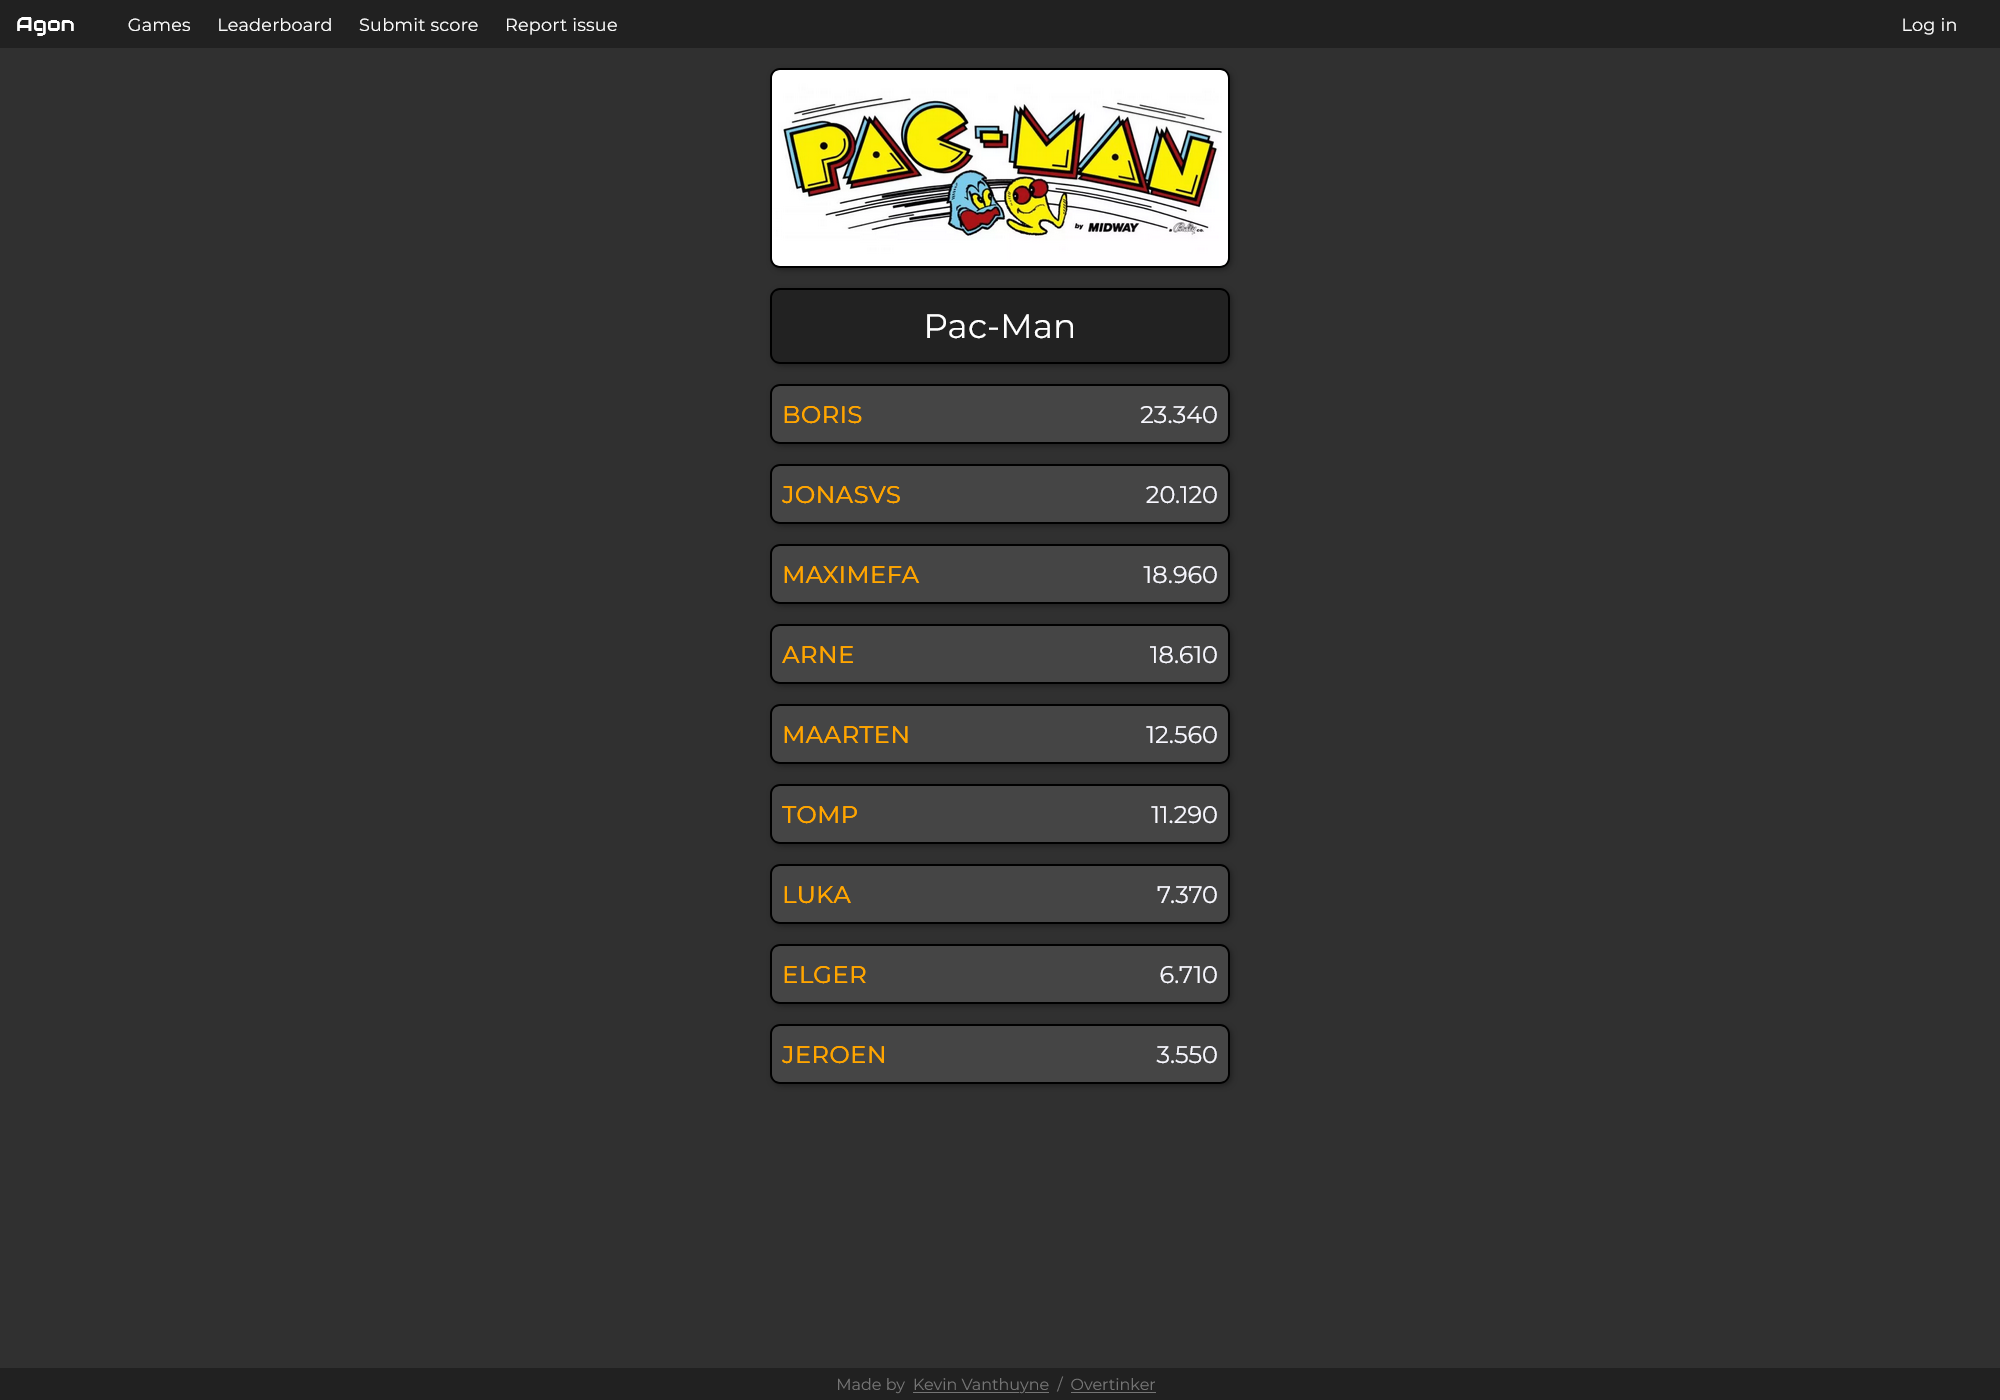 Agon Games Leaderboard Submit score Report issue Log in
PAC-MAN
by MIDWAY a Bally co.
Pac-Man
BORIS 23.340
JONASVS 20.120
MAXIMEFA 18.960
ARNE 18.610
MAARTEN 12.560
TOMP 11.290
LUKA 7.370
ELGER 6.710
JEROEN 3.550
Made by Kevin Vanthuyne / Overtinker